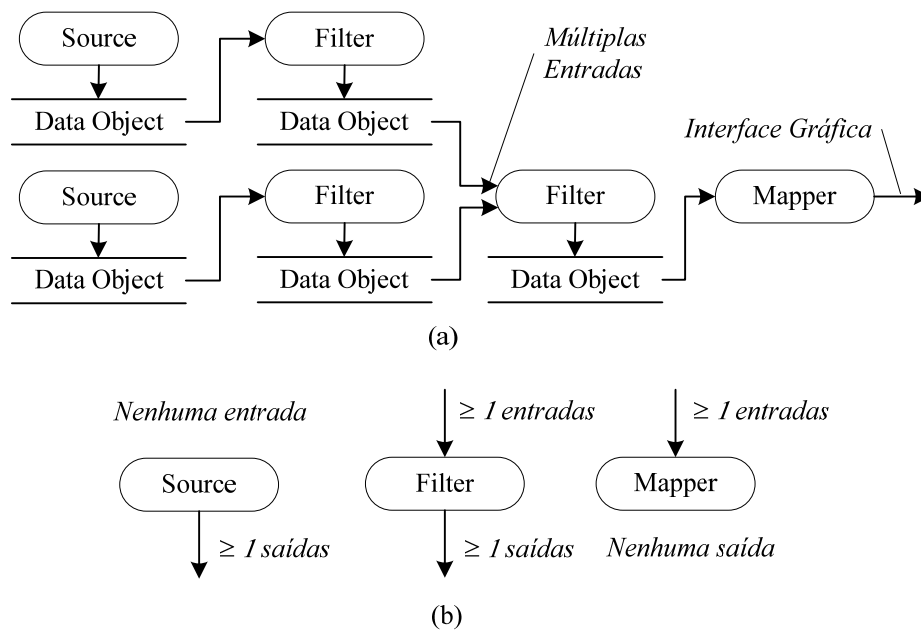 Source
Filter
Múltiplas
Entradas
Data Object
Data Object
Interface Gráfica
Source
Filter
Filter
Mapper
Data Object
Data Object
Data Object
(a)
Nenhuma entrada
≥ 1 entradas
≥ 1 entradas
Source
Filter
Mapper
≥ 1 saídas
≥ 1 saídas
Nenhuma saída
(b)